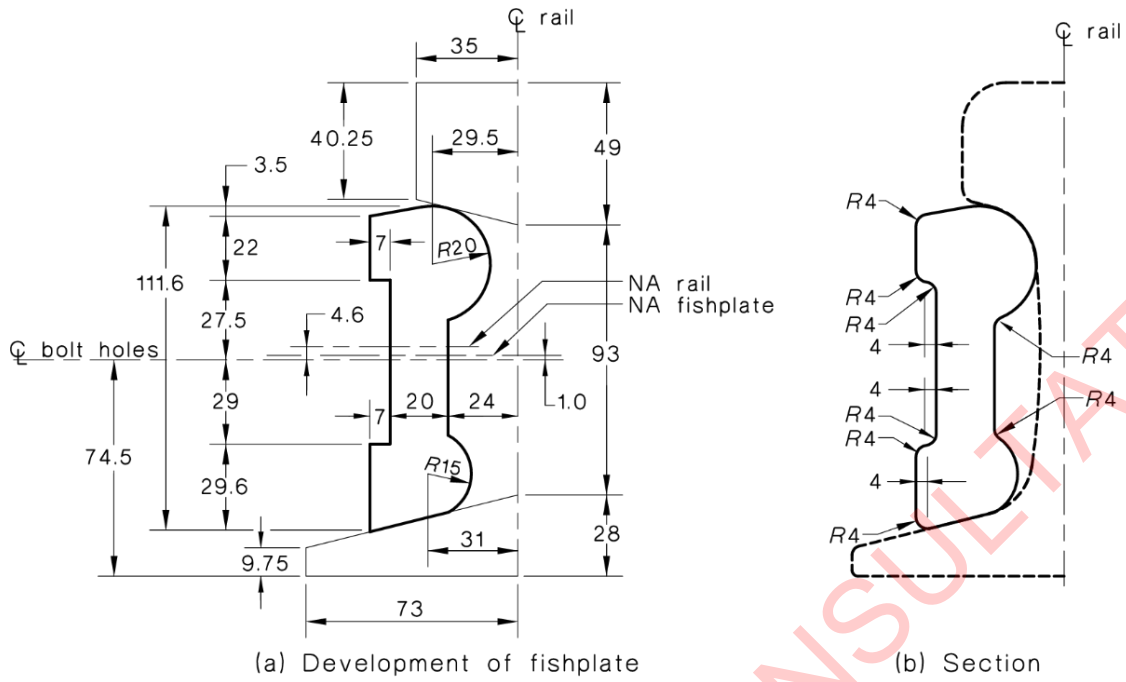 ℄ rail
35
29.5
40.25
49
3.5
22
7
R20
111.6
27.5
4.6
NA rail
NA fishplate
℄ bolt holes
93
29
7
20
24
1.0
74.5
29.6
R15
31
28
9.75
73
(a) Development of fishplate
℄ rail
R4
R4
R4
4
R4
4
R4
R4
R4
4
R4
(b) Section
NSULTAT